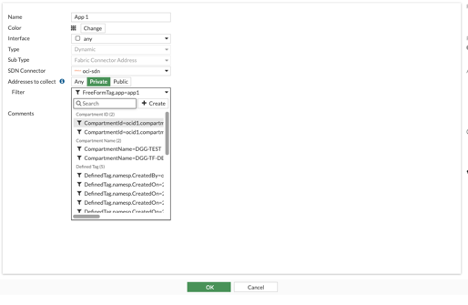 Name App 1
Color Change
Interface any
Type Dynamic
Sub Type Fabric Connector Address
SDN Connector oci-sdn
Addresses to collect Any Private Public
Filter FreeFormTag.app=app1
Search + Create
Compartment ID (2)
CompartmentId=ocid1.compartm
CompartmentId=ocid1.compartm
Comments
Compartment Name (2)
CompartmentName=DGG-TEST
CompartmentName=DGG-TF-DE
Defined Tag (5)
DefinedTag.namesp.CreatedBy=
DefinedTag.namesp.CreatedOn=2
DefinedTag.namesp.CreatedOn=2
DefinedTag.namesp.CreatedOn=2
DefinedTag.namesp.CreatedOn=2
OK Cancel